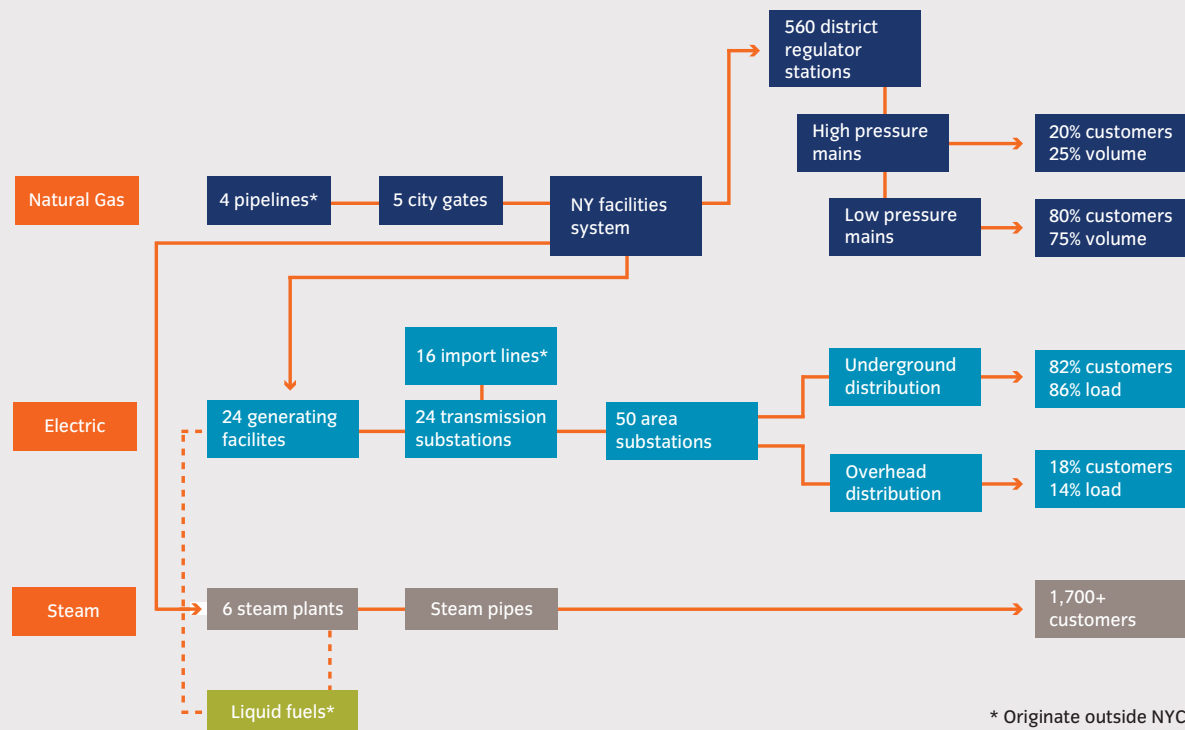 560 district
regulator
stations
High pressure
mains
20% customers
25% volume
Natural Gas
4 pipelines*
5 city gates
NY facilities
system
Low pressure
mains
80% customers
75% volume
16 import lines*
Underground
distribution
82% customers
86% load
Electric
24 generating
facilites
24 transmission
substations
50 area
substations
Overhead
distribution
18% customers
14% load
Steam
6 steam plants
Steam pipes
1,700+
customers
Liquid fuels*
* Originate outside NYC